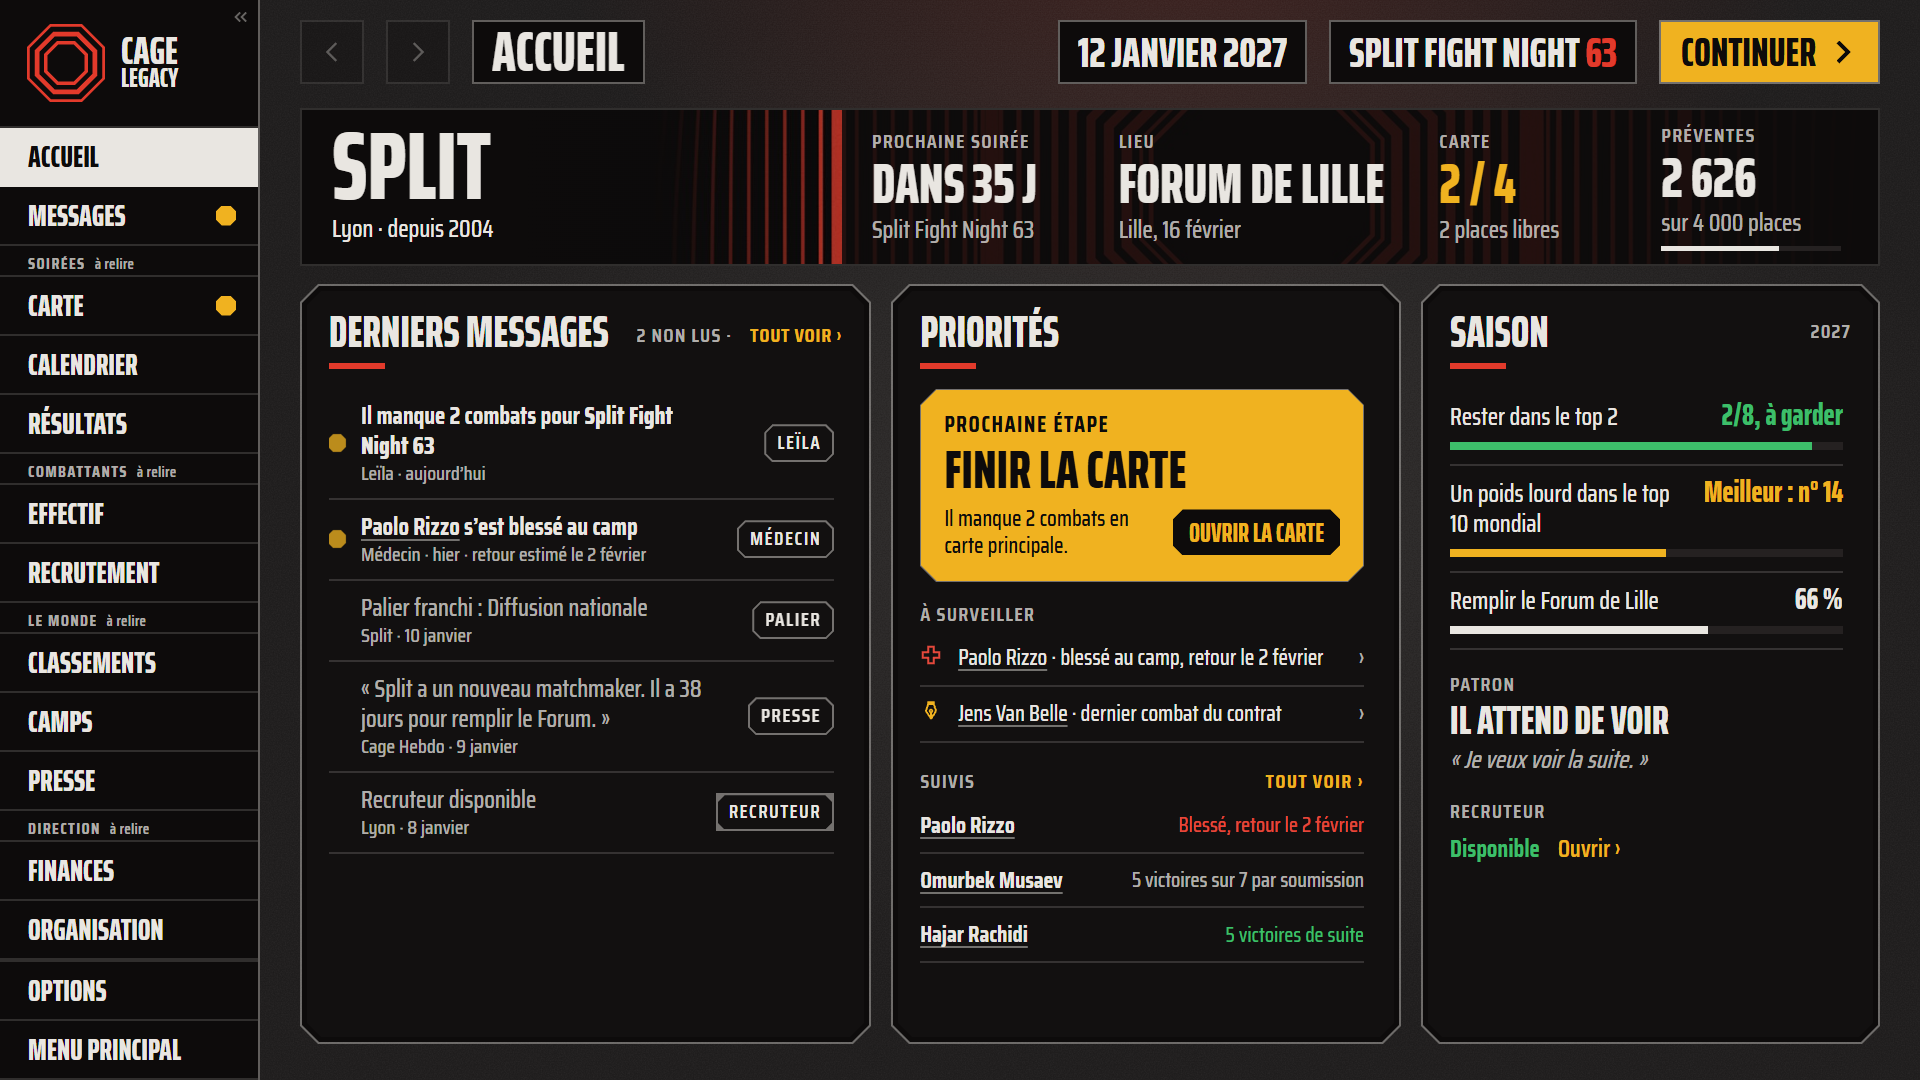 «
CAGE
LEGACY
ACCUEIL
MESSAGES
SOIRÉES à relire
CARTE
CALENDRIER
RÉSULTATS
COMBATTANTS à relire
EFFECTIF
RECRUTEMENT
LE MONDE à relire
CLASSEMENTS
CAMPS
PRESSE
DIRECTION à relire
FINANCES
ORGANISATION
OPTIONS
MENU PRINCIPAL
ACCUEIL
12 JANVIER 2027
SPLIT FIGHT NIGHT 63
CONTINUER
SPLIT
Lyon · depuis 2004
PROCHAINE SOIRÉE
DANS 35 J
Split Fight Night 63
LIEU
FORUM DE LILLE
Lille, 16 février
CARTE
2 / 4
2 places libres
PRÉVENTES
2 626
sur 4 000 places
DERNIERS MESSAGES
2 NON LUS · TOUT VOIR ›
Il manque 2 combats pour Split Fight
Night 63
Leïla · aujourd'hui
LEÏLA
Paolo Rizzo s'est blessé au camp
Médecin · hier · retour estimé le 2 février
MÉDECIN
Palier franchi : Diffusion nationale
Split · 10 janvier
PALIER
« Split a un nouveau matchmaker. Il a 38
jours pour remplir le Forum. »
Cage Hebdo · 9 janvier
PRESSE
Recruteur disponible
Lyon · 8 janvier
RECRUTEUR
PRIORITÉS
PROCHAINE ÉTAPE
FINIR LA CARTE
Il manque 2 combats en
carte principale.
OUVRIR LA CARTE
À SURVEILLER
Paolo Rizzo · blessé au camp, retour le 2 février ›
Jens Van Belle · dernier combat du contrat ›
SUIVIS TOUT VOIR ›
Paolo Rizzo Blessé, retour le 2 février
Omurbek Musaev 5 victoires sur 7 par soumission
Hajar Rachidi 5 victoires de suite
SAISON 2027
Rester dans le top 2 2/8, à garder
Un poids lourd dans le top
10 mondial
Meilleur : n° 14
Remplir le Forum de Lille 66 %
PATRON
IL ATTEND DE VOIR
« Je veux voir la suite. »
RECRUTEUR
Disponible Ouvrir ›